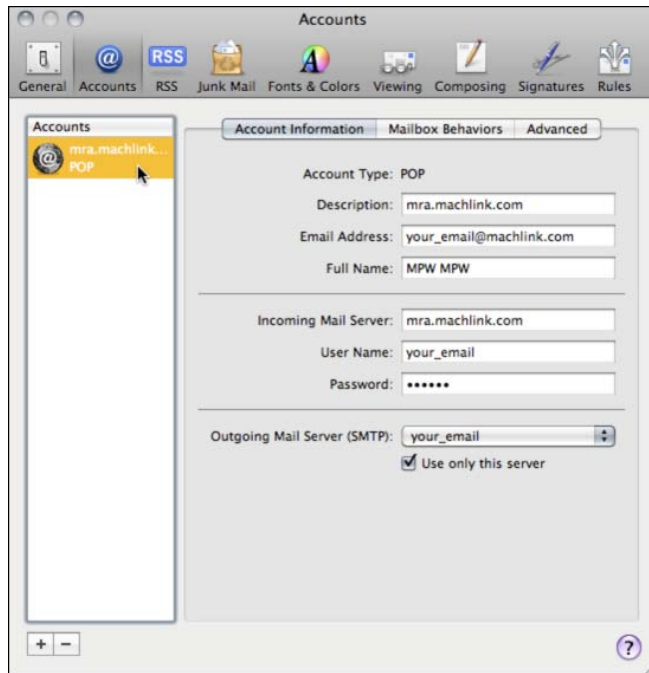 Accounts
8
@
RSS
A
General Accounts RSS Junk Mail Fonts & Colors Viewing Composing Signatures Rules
Accounts
@
mra.machlink...
POP
Account Information Mailbox Behaviors Advanced
Account Type: POP
Description: mra.machlink.com
Email Address: your_email@machlink.com
Full Name: MPW MPW
Incoming Mail Server: mra.machlink.com
User Name: your_email
Password: ••••••
Outgoing Mail Server (SMTP): your_email
Use only this server
+ −
?